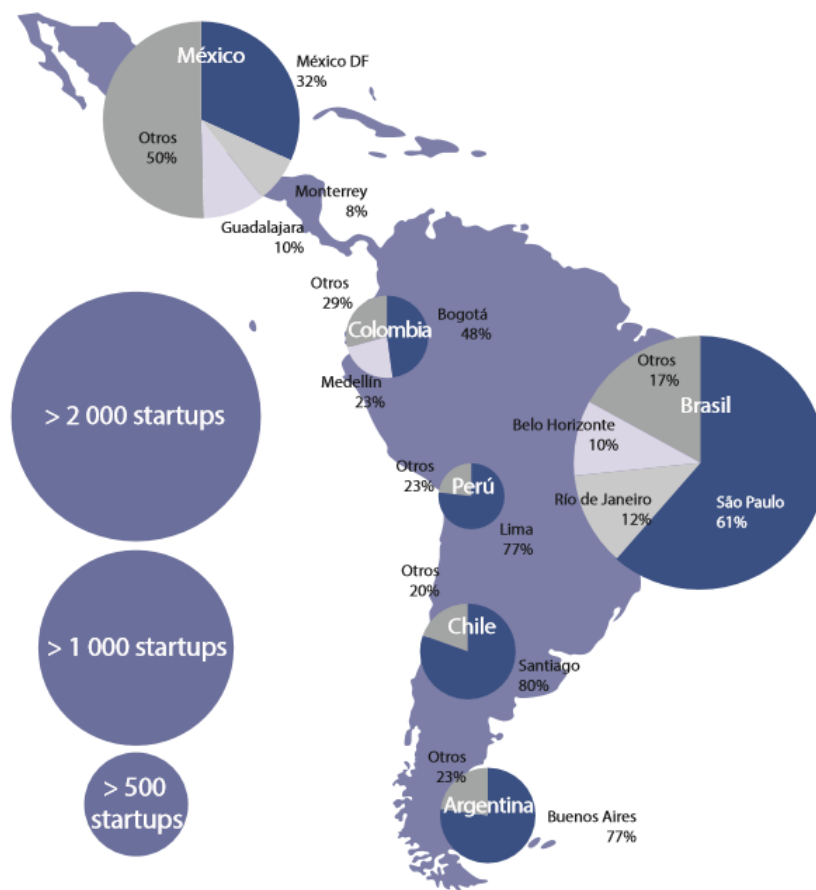 México
México DF
32%
Otros
50%
Monterrey
8%
Guadalajara
10%
Otros
29%
Colombia
Bogotá
48%
Medellín
23%
> 2 000 startups
Otros
17%
Brasil
Belo Horizonte
10%
Río de Janeiro
12%
São Paulo
61%
Otros
23%
Perú
Lima
77%
> 1 000 startups
Otros
20%
Chile
Santiago
80%
> 500
startups
Otros
23%
Argentina
Buenos Aires
77%